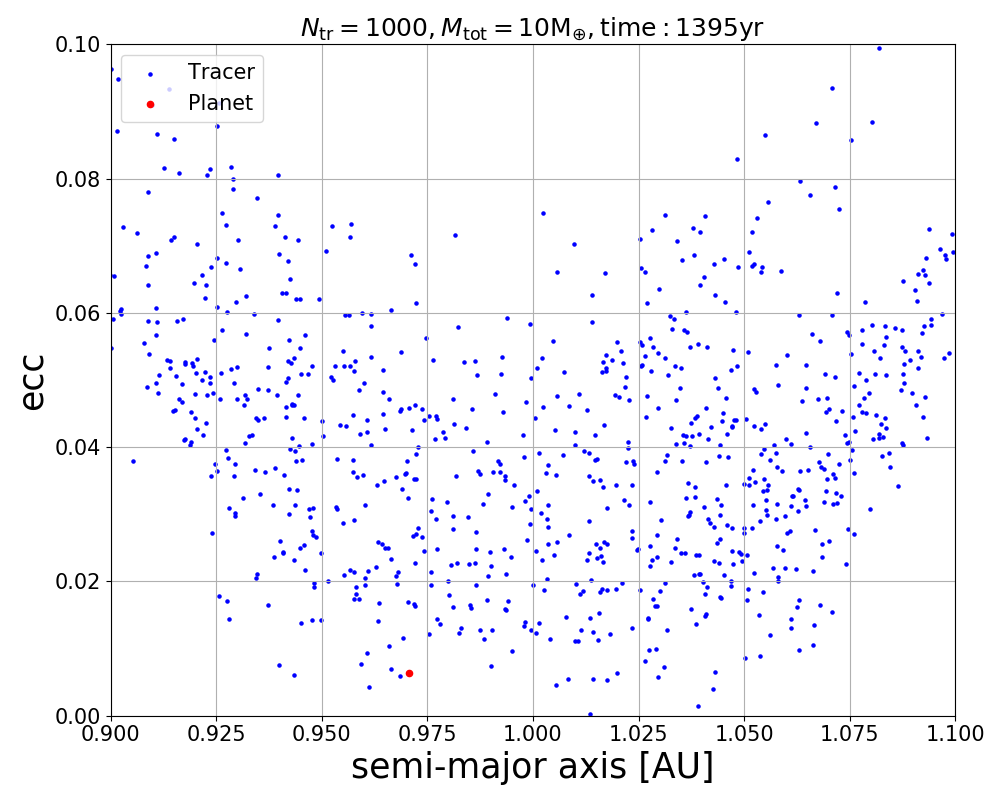 N_tr = 1000, M_tot = 10M_⊕, time : 1395yr
0.10
Tracer
Planet
0.08
0.06
ecc
0.04
0.02
0.00
0.900 0.925 0.950 0.975 1.000 1.025 1.050 1.075 1.100
semi-major axis [AU]